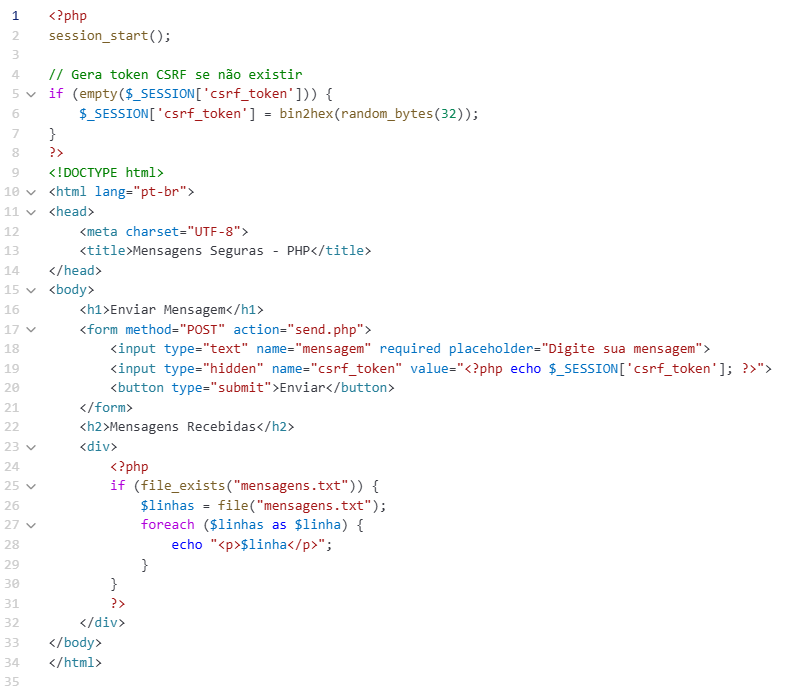 1 <?php
2 session_start();
3
4 // Gera token CSRF se não existir
5 if (empty($_SESSION['csrf_token'])) {
6     $_SESSION['csrf_token'] = bin2hex(random_bytes(32));
7 }
8 ?>
9 <!DOCTYPE html>
10 <html lang="pt-br">
11 <head>
12     <meta charset="UTF-8">
13     <title>Mensagens Seguras - PHP</title>
14 </head>
15 <body>
16     <h1>Enviar Mensagem</h1>
17     <form method="POST" action="send.php">
18         <input type="text" name="mensagem" required placeholder="Digite sua mensagem">
19         <input type="hidden" name="csrf_token" value="<?php echo $_SESSION['csrf_token']; ?>">
20         <button type="submit">Enviar</button>
21     </form>
22     <h2>Mensagens Recebidas</h2>
23     <div>
24         <?php
25         if (file_exists("mensagens.txt")) {
26             $linhas = file("mensagens.txt");
27             foreach ($linhas as $linha) {
28                 echo "<p>$linha</p>";
29             }
30         }
31         ?>
32     </div>
33 </body>
34 </html>
35